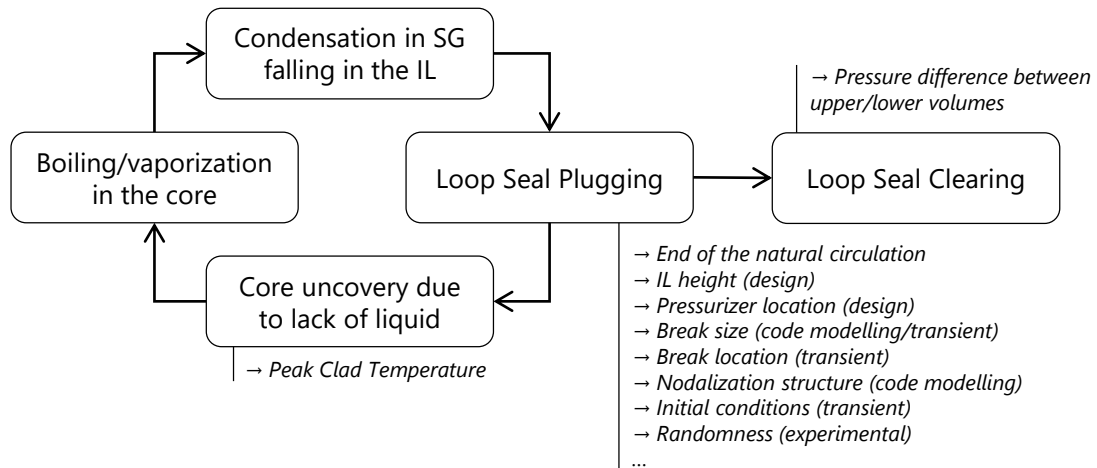 Condensation in SG
falling in the IL
→ Pressure difference between
upper/lower volumes
Boiling/vaporization
in the core
Loop Seal Plugging
Loop Seal Clearing
Core uncovery due
to lack of liquid
→ Peak Clad Temperature
→ End of the natural circulation
→ IL height (design)
→ Pressurizer location (design)
→ Break size (code modelling/transient)
→ Break location (transient)
→ Nodalization structure (code modelling)
→ Initial conditions (transient)
→ Randomness (experimental)
...